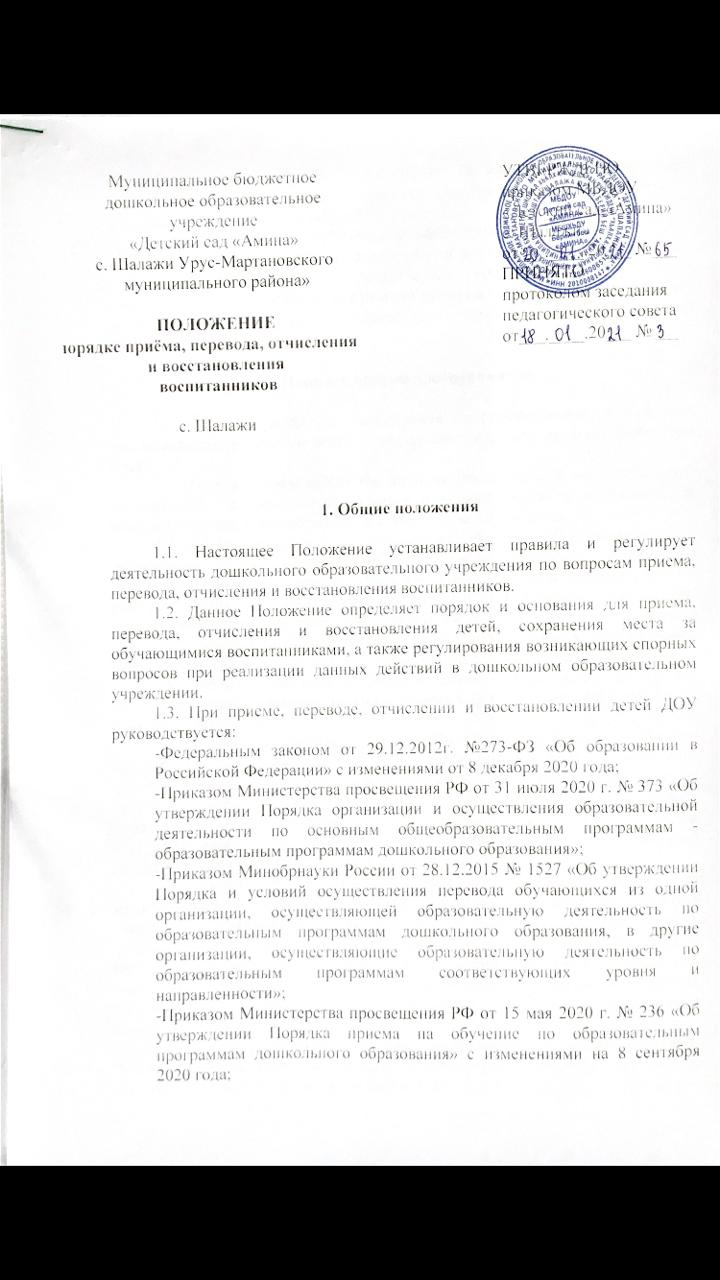 Муниципальное бюджетное
дошкольное образовательное
учреждение
«Детский сад «Амина»
с. Шалажи Урус-Мартановского
муниципального района»
ПОЛОЖЕНИЕ
порядке приёма, перевода, отчисления
и восстановления
воспитанников
с. Шалажи
приказом МБДОУ
«Амина»
№ 65
ПРИНЯТО
протоколом заседания
педагогического совета
от 18 . 01 .2021 № 3
МБДОУ
«Детский сад
«АМИНА»
«АМИНА»
1. Общие положения
1.1. Настоящее Положение устанавливает правила и регулирует
деятельность дошкольного образовательного учреждения по вопросам приема,
перевода, отчисления и восстановления воспитанников.
1.2. Данное Положение определяет порядок и основания для приема,
перевода, отчисления и восстановления детей, сохранения места за
обучающимися воспитанниками, а также регулирования возникающих спорных
вопросов при реализации данных действий в дошкольном образовательном
учреждении.
1.3. При приеме, переводе, отчислении и восстановлении детей ДОУ
руководствуется:
-Федеральным законом от 29.12.2012г. №273-ФЗ «Об образовании в
Российской Федерации» с изменениями от 8 декабря 2020 года;
-Приказом Министерства просвещения РФ от 31 июля 2020 г. № 373 «Об
утверждении Порядка организации и осуществления образовательной
деятельности по основным общеобразовательным программам -
образовательным программам дошкольного образования»;
-Приказом Минобрнауки России от 28.12.2015 № 1527 «Об утверждении
Порядка и условий осуществления перевода обучающихся из одной
организации, осуществляющей образовательную деятельность по
образовательным программам дошкольного образования, в другие
организации, осуществляющие образовательную деятельность по
образовательным программам соответствующих уровня и
направленности»;
-Приказом Министерства просвещения РФ от 15 мая 2020 г. № 236 «Об
утверждении Порядка приема на обучение по образовательным
программам дошкольного образования» с изменениями на 8 сентября
2020 года;